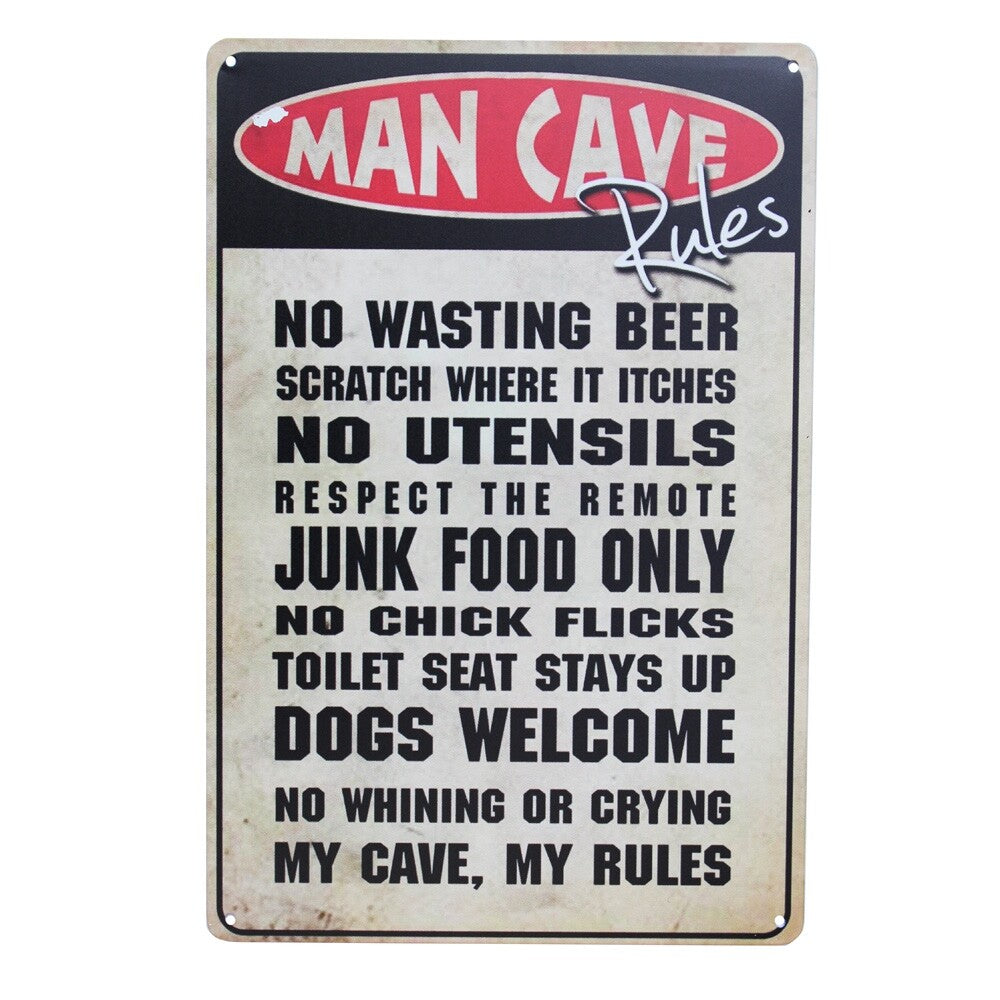 MAN CAVE
Rules
NO WASTING BEER
SCRATCH WHERE IT ITCHES
NO UTENSILS
RESPECT THE REMOTE
JUNK FOOD ONLY
NO CHICK FLICKS
TOILET SEAT STAYS UP
DOGS WELCOME
NO WHINING OR CRYING
MY CAVE, MY RULES